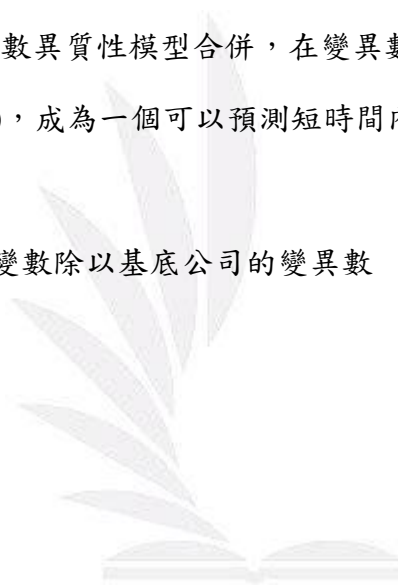 數異質性模型合併，在變異數
)，成為一個可以預測短時間內
變數除以基底公司的變異數